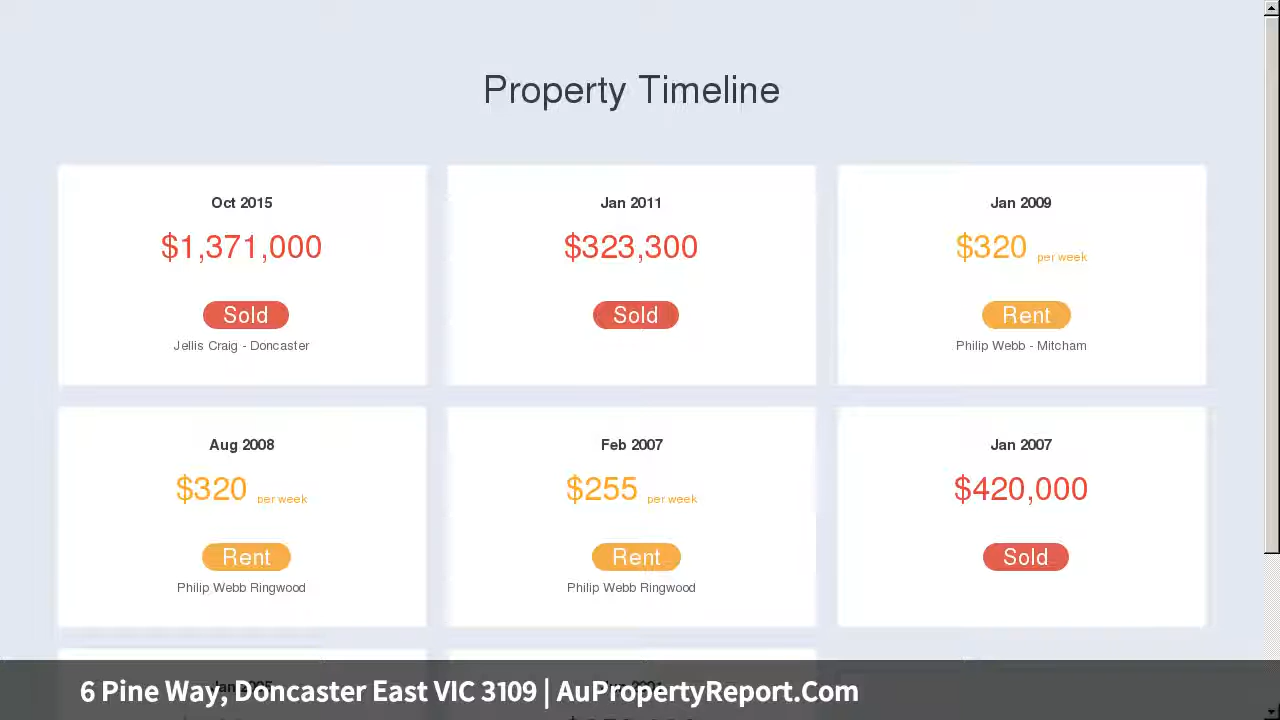 Property Timeline
Oct 2015
$1,371,000
Sold
Jellis Craig - Doncaster
Jan 2011
$323,300
Sold
Jan 2009
$320 per week
Rent
Philip Webb - Mitcham
Aug 2008
$320 per week
Rent
Philip Webb Ringwood
Feb 2007
$255 per week
Rent
Philip Webb Ringwood
Jan 2007
$420,000
Sold
6 Pine Way, Doncaster East VIC 3109 | AuPropertyReport.Com